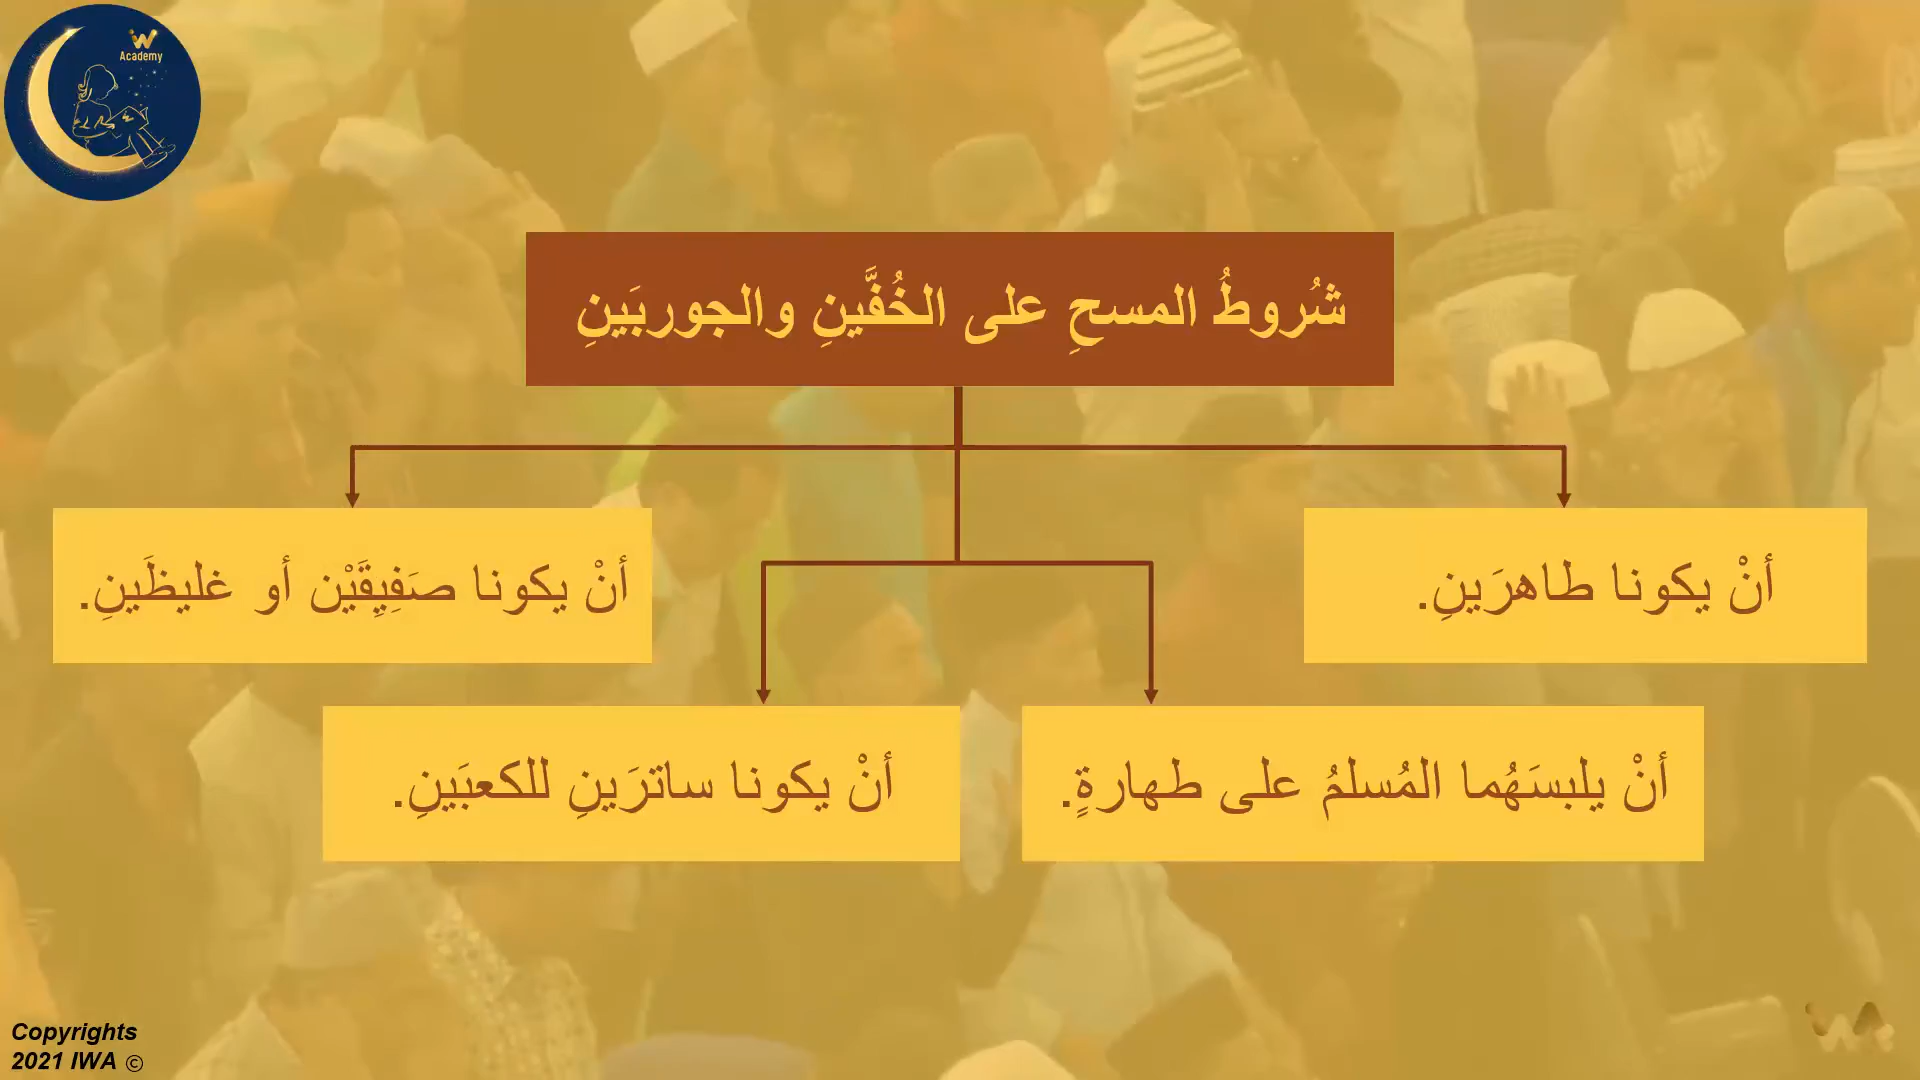 W
Academy
شُروطُ المسحِ على الخُفَّينِ والجوربَينِ
أنْ يكونا طاهرَينِ.
أنْ يكونا صَفِيِقَيْن أو غليظَينِ.
أنْ يلبسَهُما المُسلمُ على طهارةٍ.
أنْ يكونا ساترَينِ للكعبَينِ.
Copyrights
2021 IWA ©
IWA